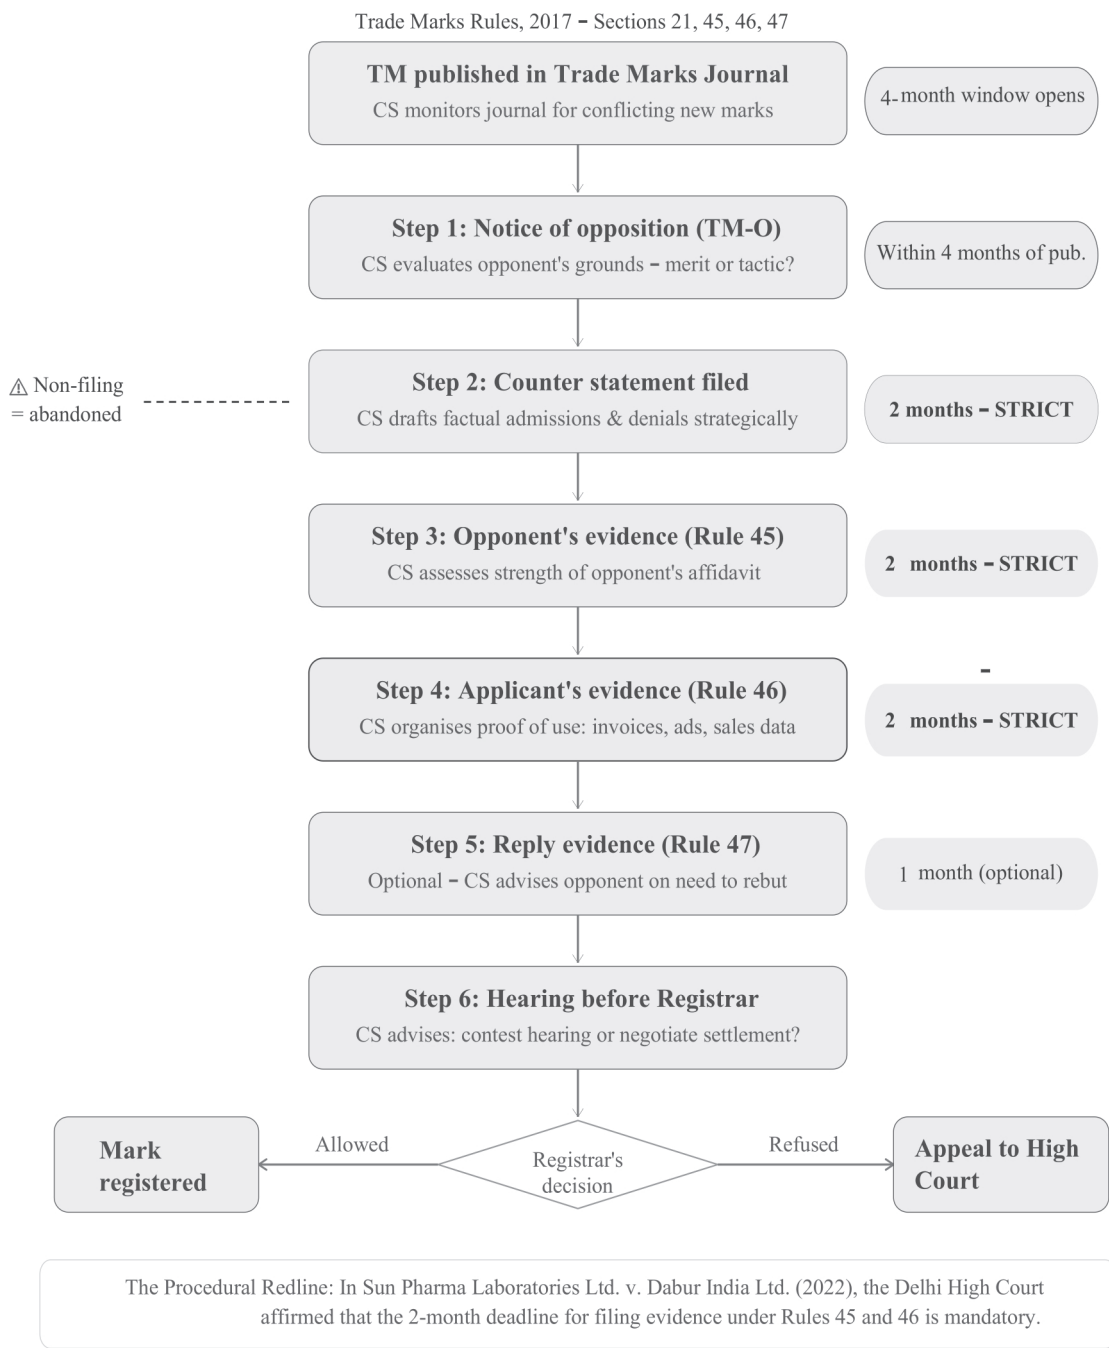 Trade Marks Rules, 2017 – Sections 21, 45, 46, 47
TM published in Trade Marks Journal
CS monitors journal for conflicting new marks
4-month window opens
Step 1: Notice of opposition (TM-O)
CS evaluates opponent's grounds – merit or tactic?
Within 4 months of pub.
⚠ Non-filing
= abandoned
Step 2: Counter statement filed
CS drafts factual admissions & denials strategically
2 months – STRICT
Step 3: Opponent's evidence (Rule 45)
CS assesses strength of opponent's affidavit
2 months – STRICT
–
Step 4: Applicant's evidence (Rule 46)
CS organises proof of use: invoices, ads, sales data
2 months – STRICT
Step 5: Reply evidence (Rule 47)
Optional – CS advises opponent on need to rebut
1 month (optional)
Step 6: Hearing before Registrar
CS advises: contest hearing or negotiate settlement?
Mark
registered
Allowed
Registrar's
decision
Refused
Appeal to High
Court
The Procedural Redline: In Sun Pharma Laboratories Ltd. v. Dabur India Ltd. (2022), the Delhi High Court
affirmed that the 2-month deadline for filing evidence under Rules 45 and 46 is mandatory.